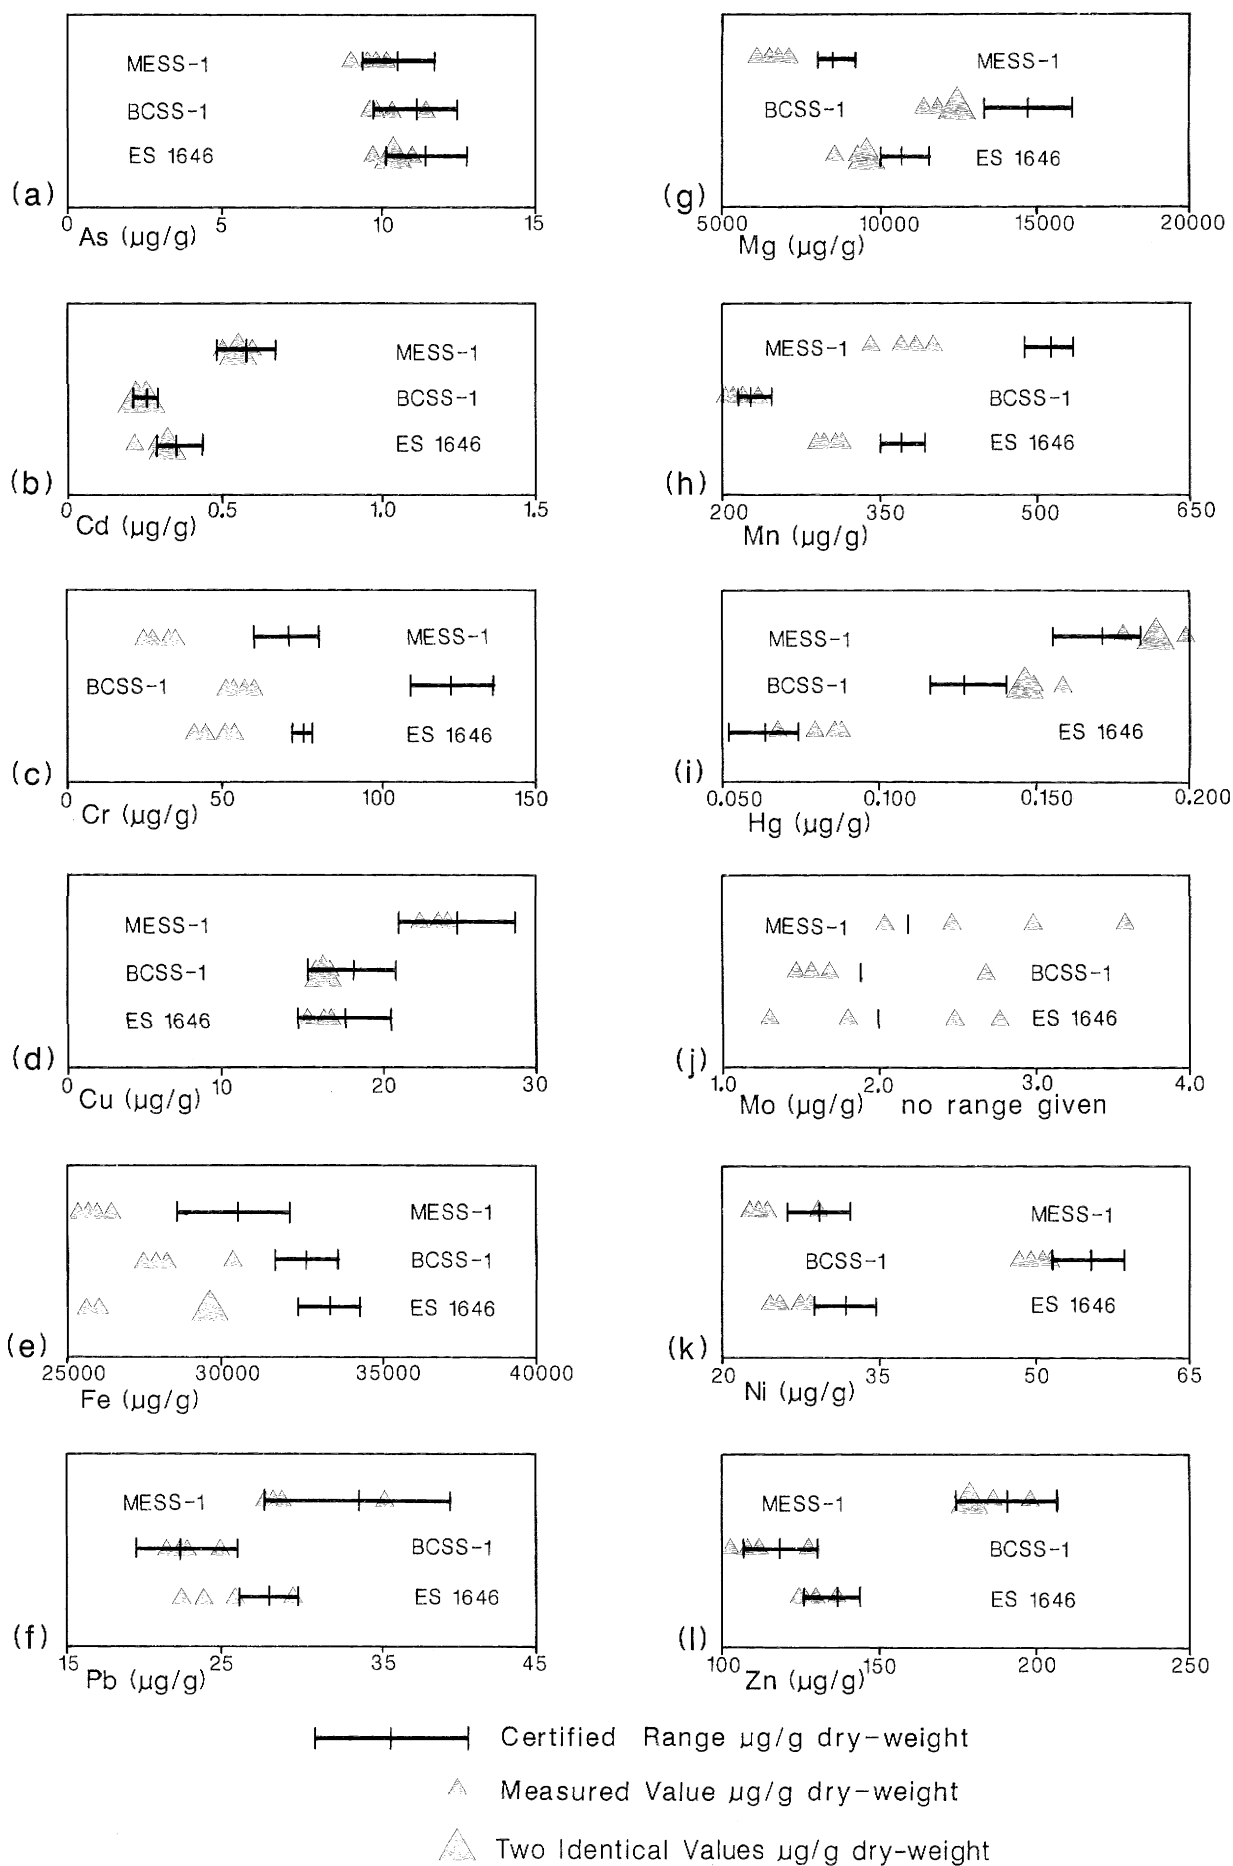 MESS-1
BCSS-1
ES 1646
(a)
0 5 10 15
As (µg/g)
MESS-1
BCSS-1
ES 1646
(b)
0 0.5 1.0 1.5
Cd (µg/g)
MESS-1
BCSS-1
ES 1646
(c)
0 50 100 150
Cr (µg/g)
MESS-1
BCSS-1
ES 1646
(d)
0 10 20 30
Cu (µg/g)
MESS-1
BCSS-1
ES 1646
(e)
25000 30000 35000 40000
Fe (µg/g)
MESS-1
BCSS-1
ES 1646
(f)
15 25 35 45
Pb (µg/g)
MESS-1
BCSS-1
ES 1646
(g)
5000 10000 15000 20000
Mg (µg/g)
MESS-1
BCSS-1
ES 1646
(h)
200 350 500 650
Mn (µg/g)
MESS-1
BCSS-1
ES 1646
(i)
0.050 0.100 0.150 0.200
Hg (µg/g)
MESS-1
BCSS-1
ES 1646
(j)
1.0 2.0 3.0 4.0
Mo (µg/g) no range given
MESS-1
BCSS-1
ES 1646
(k)
20 35 50 65
Ni (µg/g)
MESS-1
BCSS-1
ES 1646
(l)
100 150 200 250
Zn (µg/g)
Certified Range µg/g dry-weight
Measured Value µg/g dry-weight
Two Identical Values µg/g dry-weight